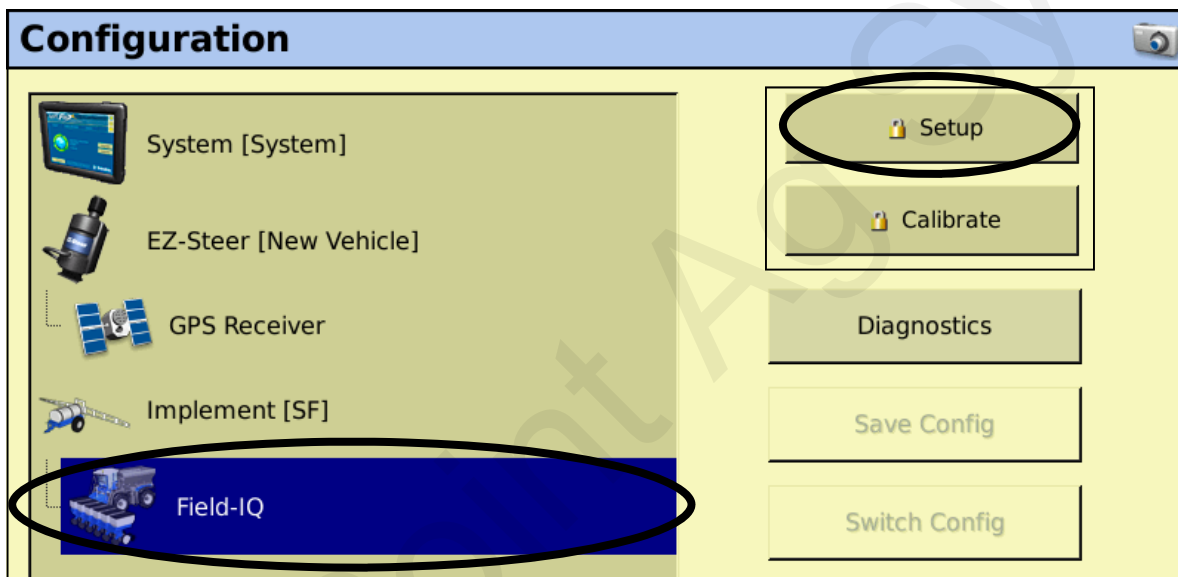 Configuration
System [System]
EZ-Steer [New Vehicle]
GPS Receiver
Implement [SF]
Field-IQ
Setup
Calibrate
Diagnostics
Save Config
Switch Config